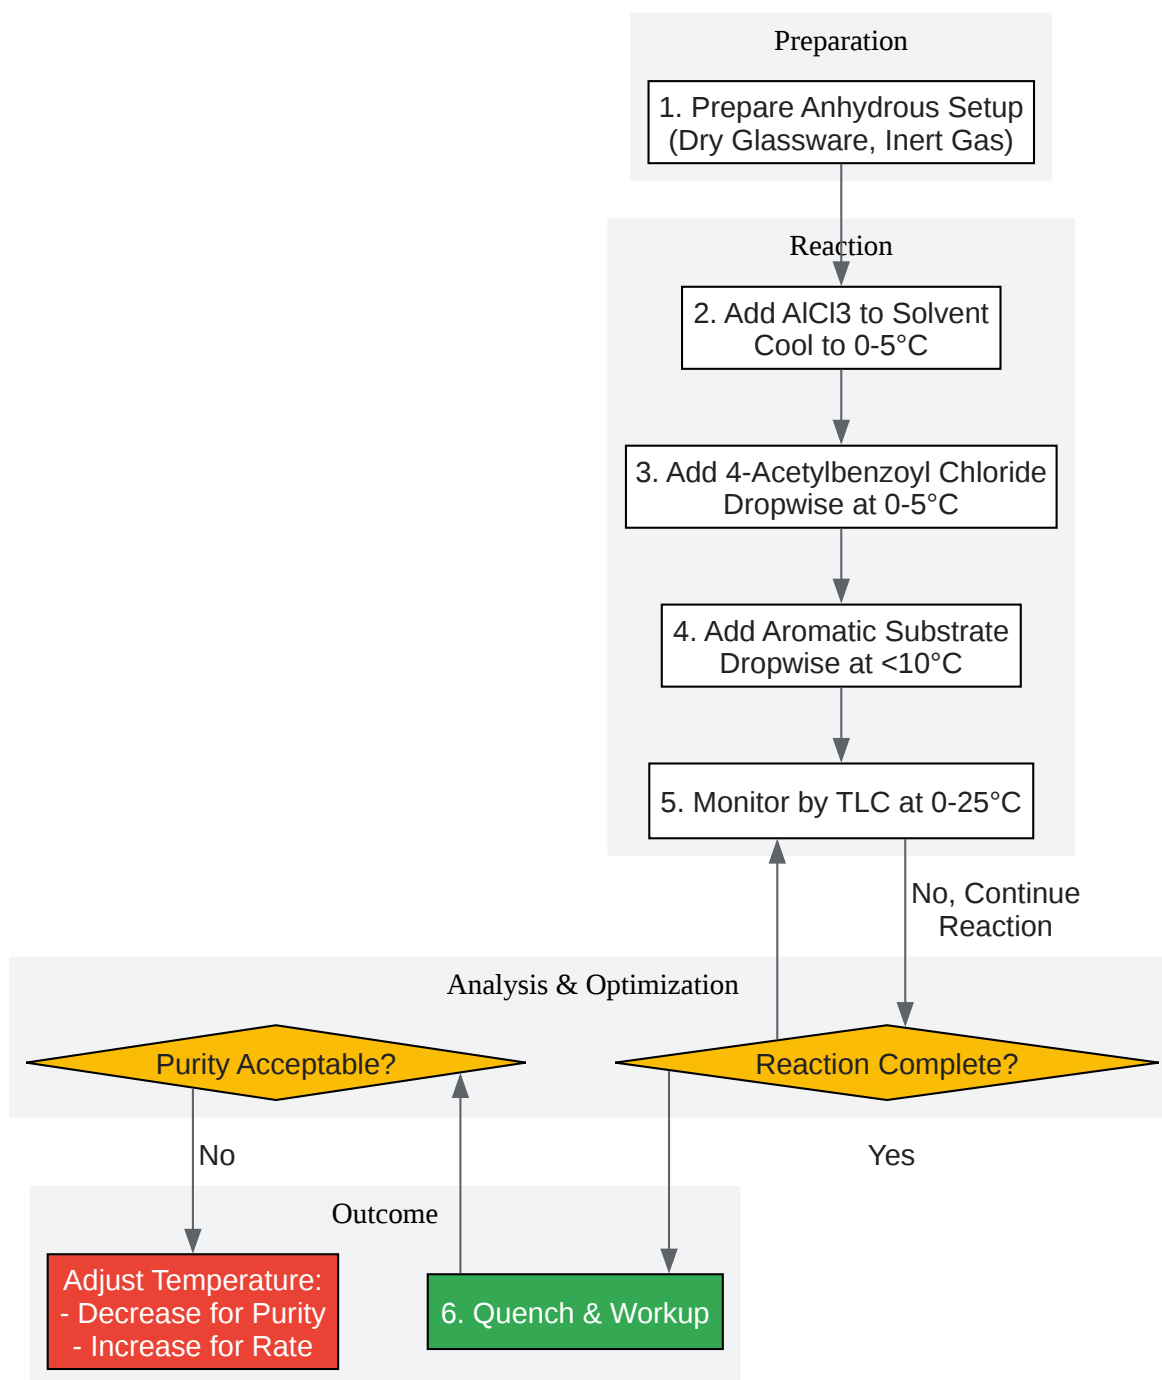 Preparation
1. Prepare Anhydrous Setup
(Dry Glassware, Inert Gas)
Reaction
2. Add AlCl3 to Solvent
Cool to 0-5°C
3. Add 4-Acetylbenzoyl Chloride
Dropwise at 0-5°C
4. Add Aromatic Substrate
Dropwise at <10°C
5. Monitor by TLC at 0-25°C
No, Continue
Reaction
Analysis & Optimization
Purity Acceptable?
Reaction Complete?
No
Yes
Outcome
Adjust Temperature:
- Decrease for Purity
- Increase for Rate
6. Quench & Workup